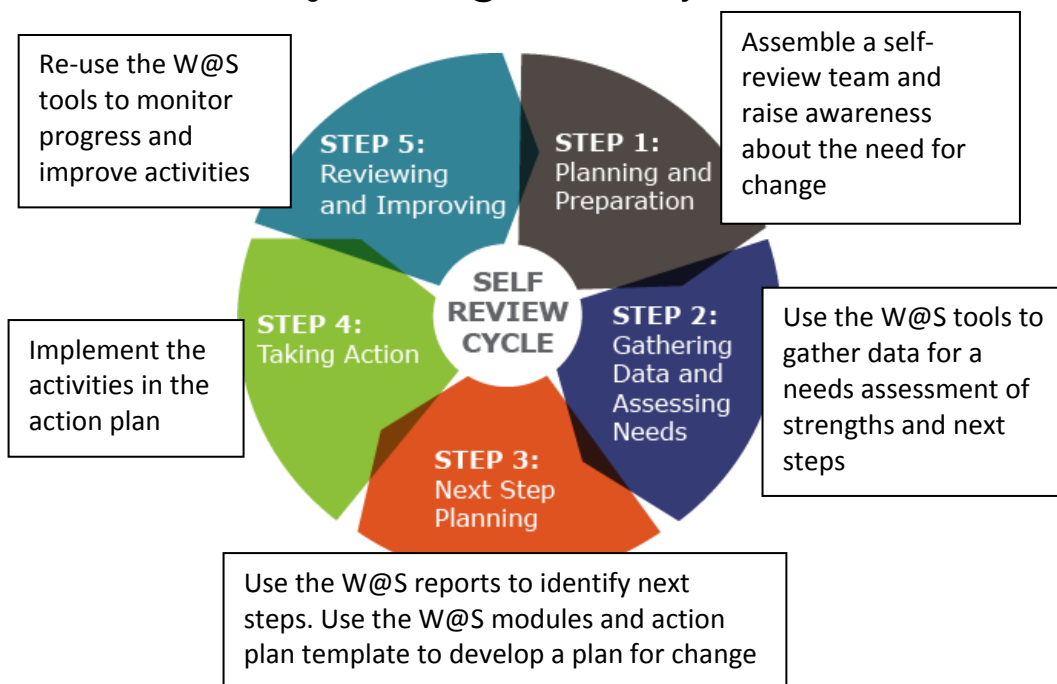 Re-use the W@S
tools to monitor
progress and
improve activities
Assemble a self-
review team and
raise awareness
about the need for
change
STEP 5:
Reviewing
and Improving
STEP 1:
Planning and
Preparation
SELF
REVIEW
CYCLE
STEP 4:
Taking Action
STEP 2:
Gathering
Data and
Assessing
Needs
Implement the
activities in the
action plan
Use the W@S tools to
gather data for a
needs assessment of
strengths and next
steps
STEP 3:
Next Step
Planning
Use the W@S reports to identify next
steps. Use the W@S modules and action
plan template to develop a plan for change